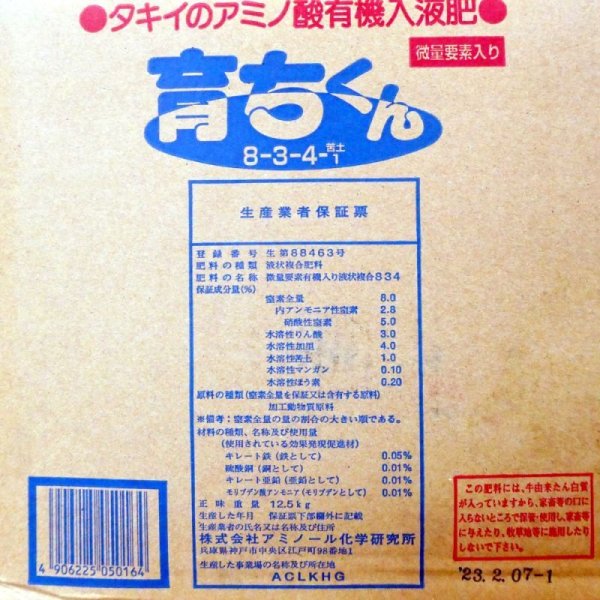 ●タキイのアミノ酸有機入液肥●
微量要素入り
育ちくん
8-3-4-苦土1
生産業者保証票
登録番号 生第88463号
肥料の種類 液状複合肥料
肥料の名称 微量要素有機入り液状複合834
保証成分量(%)
窒素全量 8.0
内アンモニア性窒素 2.8
硝酸性窒素 5.0
水溶性りん酸 3.0
水溶性加里 4.0
水溶性苦土 1.0
水溶性マンガン 0.10
水溶性ほう素 0.20
原料の種類(窒素全量を保証又は含有する原料)
加工動物質原料
※備考:窒素全量の量の割合の大きい順である。
材料の種類、名称及び使用量
(使用されている効果発現促進材)
キレート鉄(鉄として) 0.05%
硫酸銅(銅として) 0.01%
キレート亜鉛(亜鉛として) 0.01%
モリブデン酸アンモニア(モリブデンとして) 0.01%
正味重量 12.5kg
生産した年月 保証票下部欄外に記載
生産業者の氏名又は名称及び住所
株式会社アミノール化学研究所
兵庫県神戸市中央区江戸町98番地1
生産した事業場の名称及び所在地
ACLKHG
4 906225 050164
この肥料には、牛由来たん白質
が入っていますから、家畜等の口に
入らないところで保管・使用し、家畜等
に与えたり、牧草地等に施用したり
しないで下さい。
'23.2.07-1